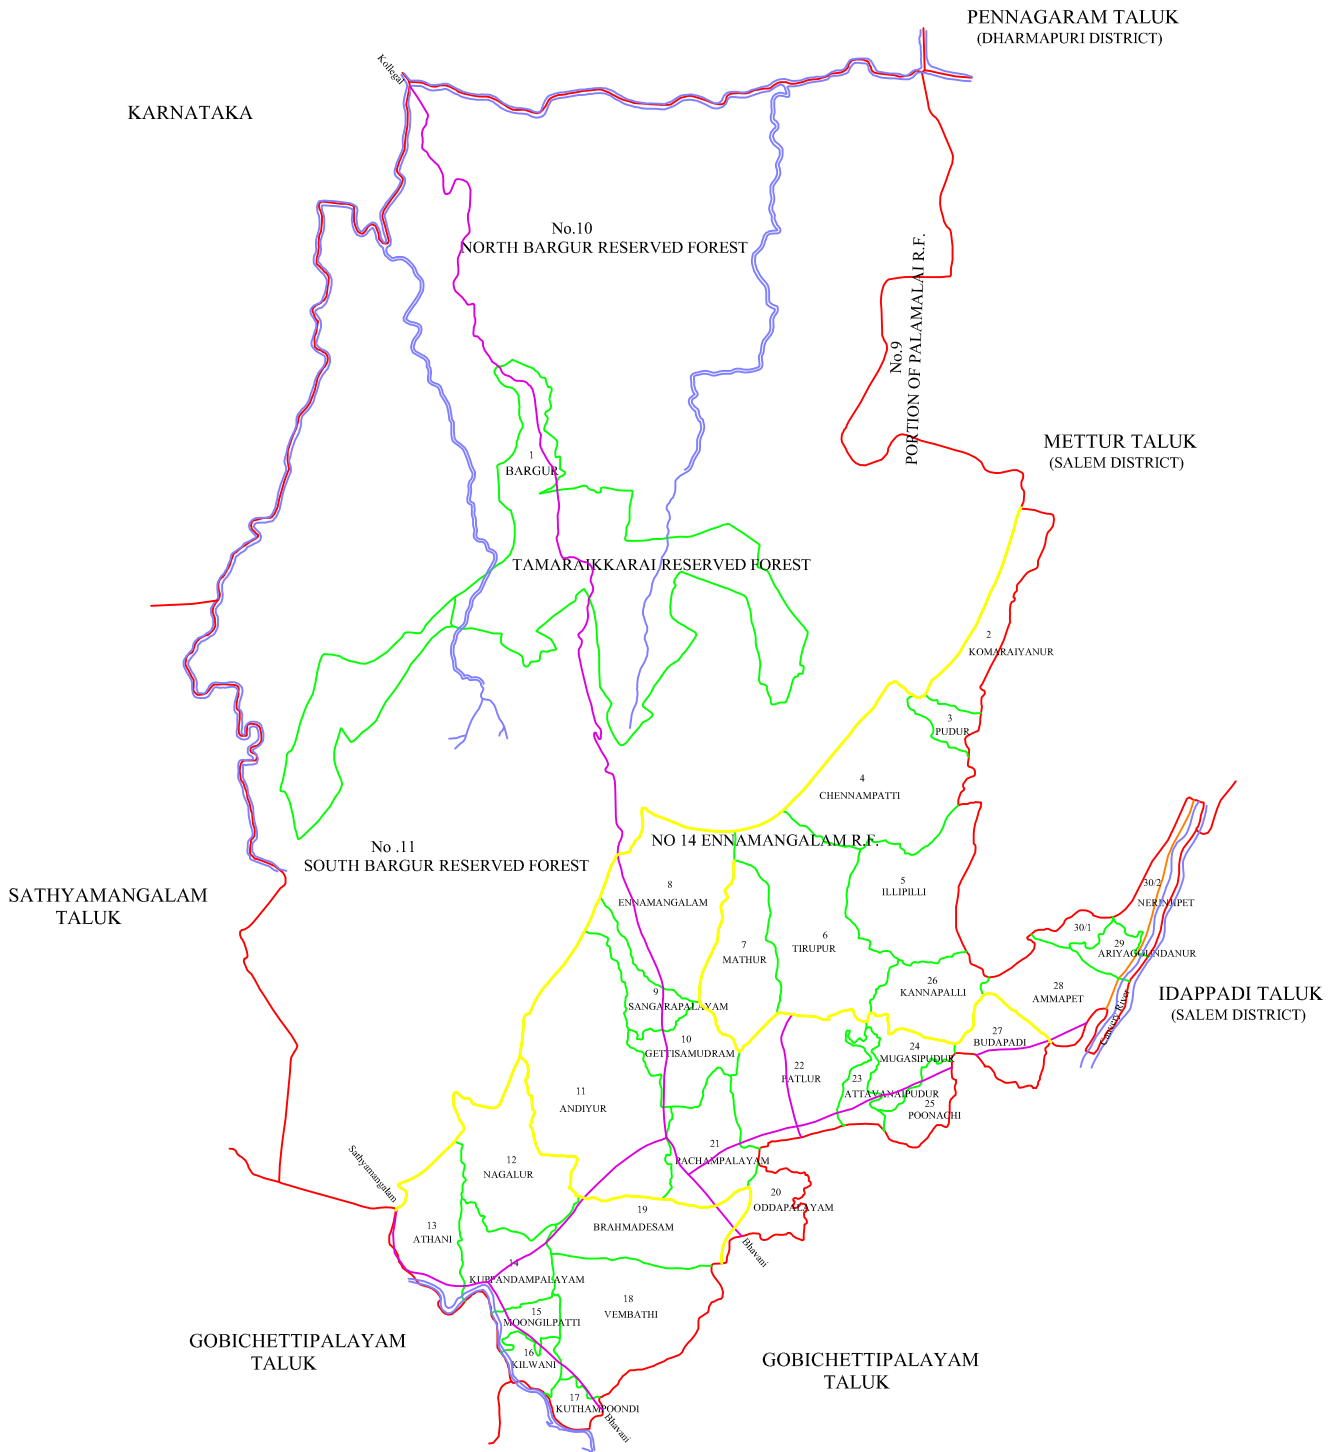 PENNAGARAM TALUK
(DHARMAPURI DISTRICT)
Kollegal
KARNATAKA
No.10
NORTH BARGUR RESERVED FOREST
No.9
PORTION OF PALAMALAI R.F.
METTUR TALUK
(SALEM DISTRICT)
1
BARGUR
TAMARAIKKARAI RESERVED FOREST
2
KOMARAIYANUR
3
PUDUR
4
CHENNAMPATTI
NO 14 ENNAMANGALAM R.F.
No .11
SOUTH BARGUR RESERVED FOREST
SATHYAMANGALAM
TALUK
5
ILLIPILLI
8
ENNAMANGALAM
30/2
NERINJIPET
30/1
29
ARIYAGOUNDANUR
6
TIRUPUR
7
MATHUR
26
KANNAPALLI
28
AMMAPET
IDAPPADI TALUK
(SALEM DISTRICT)
9
SANGARAPALAYAM
Cauvery River
27
BUDAPADI
10
GETTISAMUDRAM
24
MUGASIPUDUR
22
PATLUR
23
ATTAVANAIPUDUR
25
POONACHI
11
ANDIYUR
21
PACHAMPALAYAM
12
NAGALUR
Sathyamangalam
20
ODDAPALAYAM
19
BRAHMADESAM
13
ATHANI
Bhavani
14
KUPPANDAMPALAYAM
18
VEMBATHI
15
MOONGILPATTI
GOBICHETTIPALAYAM
TALUK
16
KILWANI
GOBICHETTIPALAYAM
TALUK
17
KUTHAMPOONDI
Bhavani